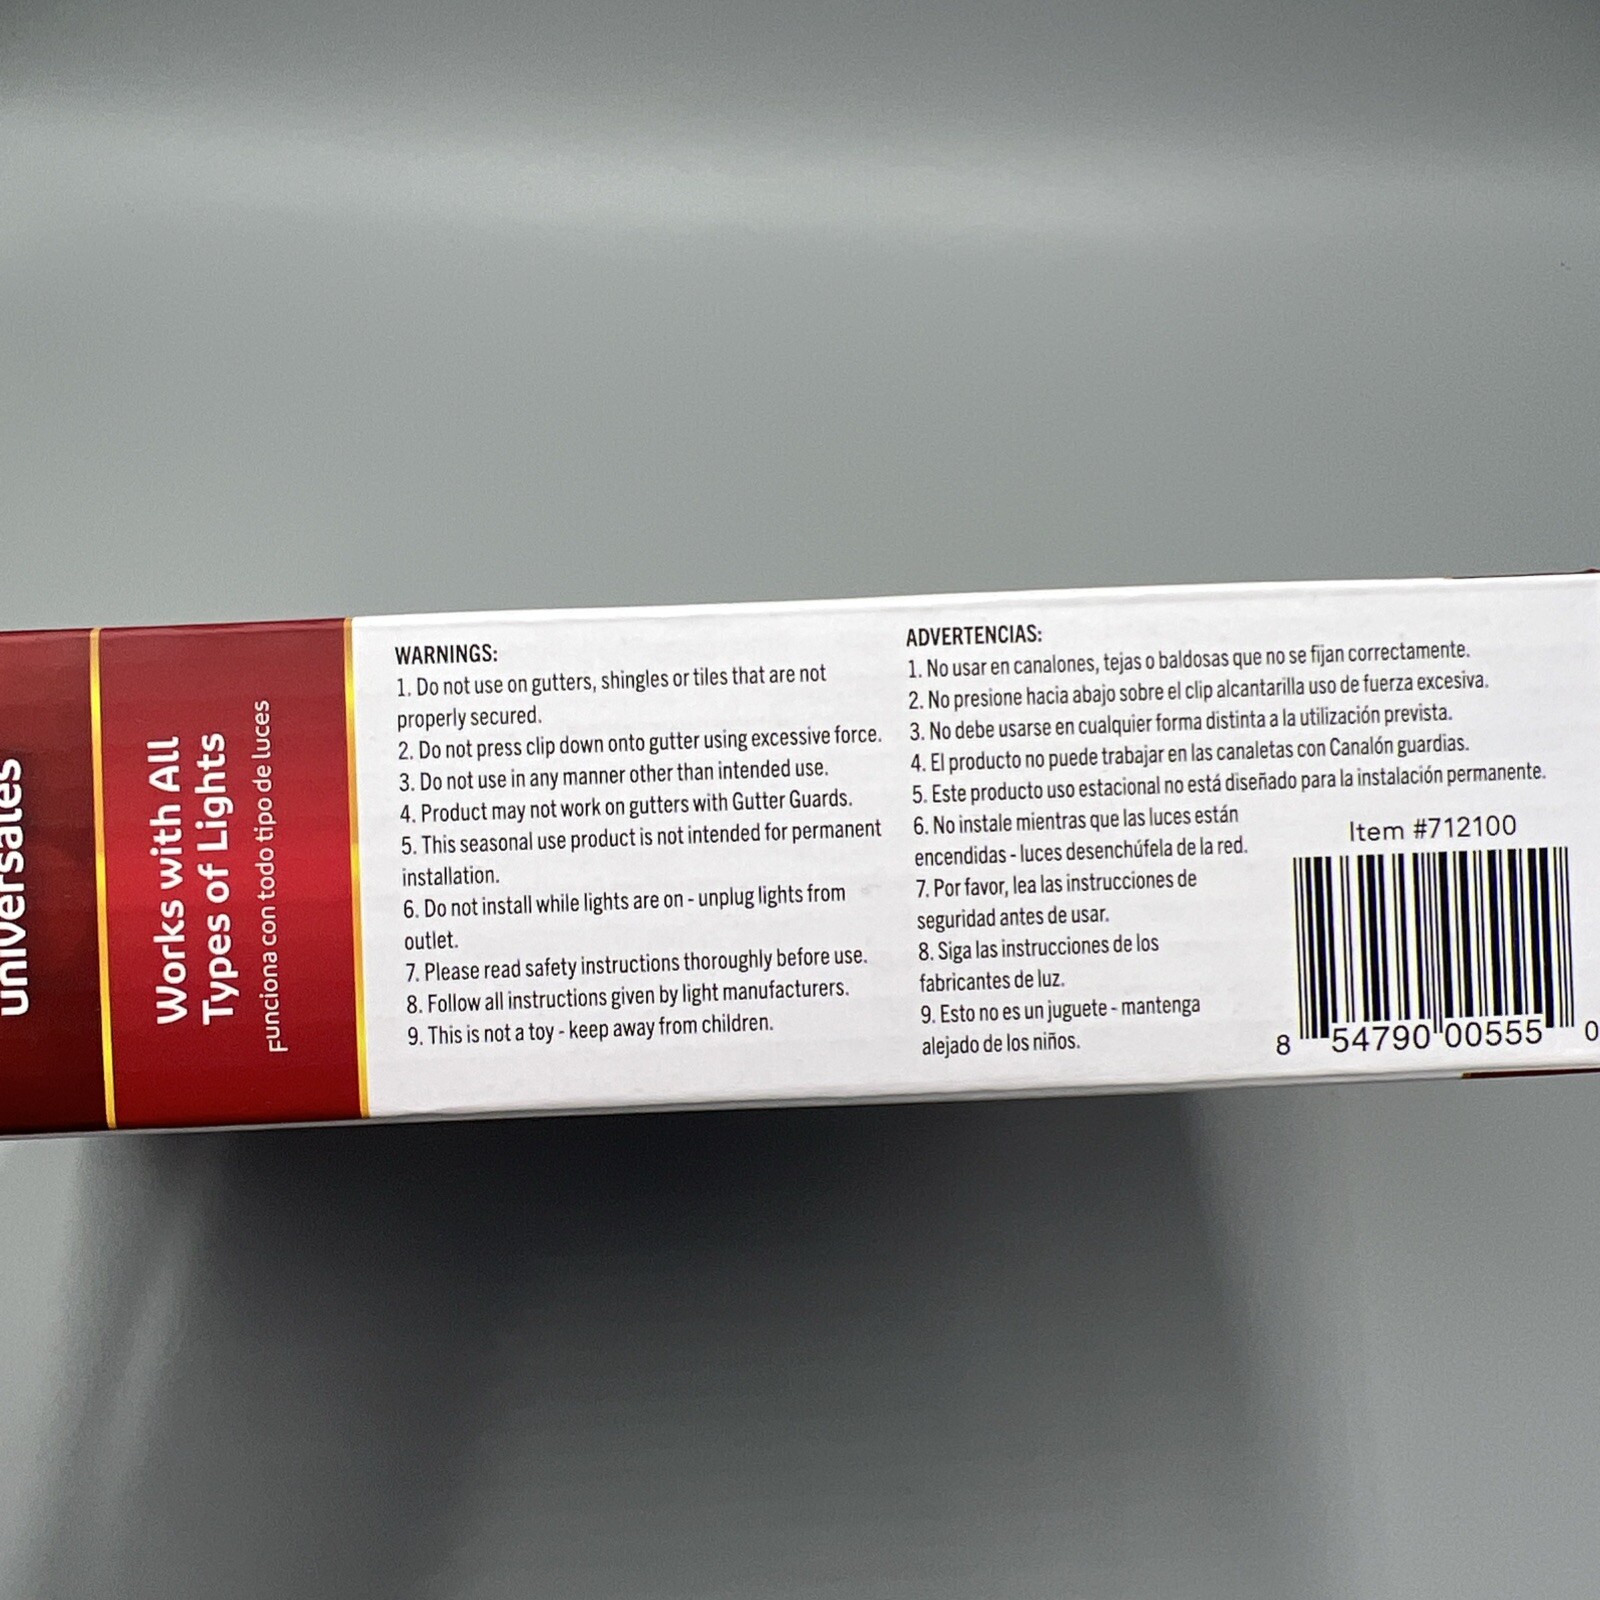 universales
Works with All
Types of Lights
Funciona con todo tipo de luces
WARNINGS:
1. Do not use on gutters, shingles or tiles that are not
properly secured.
2. Do not press clip down onto gutter using excessive force.
3. Do not use in any manner other than intended use.
4. Product may not work on gutters with Gutter Guards.
5. This seasonal use product is not intended for permanent
installation.
6. Do not install while lights are on - unplug lights from
outlet.
7. Please read safety instructions thoroughly before use.
8. Follow all instructions given by light manufacturers.
9. This is not a toy - keep away from children.
ADVERTENCIAS:
1. No usar en canalones, tejas o baldosas que no se fijan correctamente.
2. No presione hacia abajo sobre el clip alcantarilla uso de fuerza excesiva.
3. No debe usarse en cualquier forma distinta a la utilización prevista.
4. El producto no puede trabajar en las canaletas con Canalón guardias.
5. Este producto uso estacional no está diseñado para la instalación permanente.
6. No instale mientras que las luces están
encendidas - luces desenchúfela de la red.
7. Por favor, lea las instrucciones de
seguridad antes de usar.
8. Siga las instrucciones de los
fabricantes de luz.
9. Esto no es un juguete - mantenga
alejado de los niños.
Item #712100
8 54790 00555 0